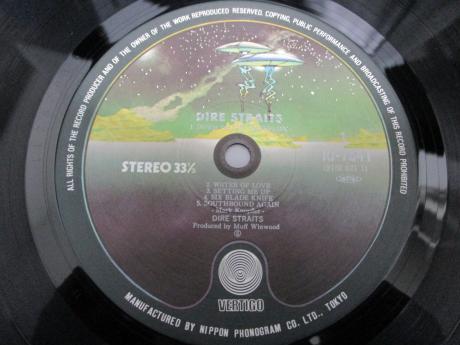 ALL RIGHTS OF THE RECORD PRODUCER AND OF THE OWNER OF THE WORK REPRODUCED RESERVED. COPYING, PUBLIC PERFORMANCE AND BROADCASTING OF THIS RECORD PROHIBITED
DIRE STRAITS
1.
STEREO 33⅓
2. WATER OF LOVE
3. SETTING ME UP
4. SIX BLADE KNIFE
5. SOUTHBOUND AGAIN
DIRE STRAITS
Produced by Muff Winwood
VERTIGO
MANUFACTURED BY NIPPON PHONOGRAM CO. LTD., TOKYO